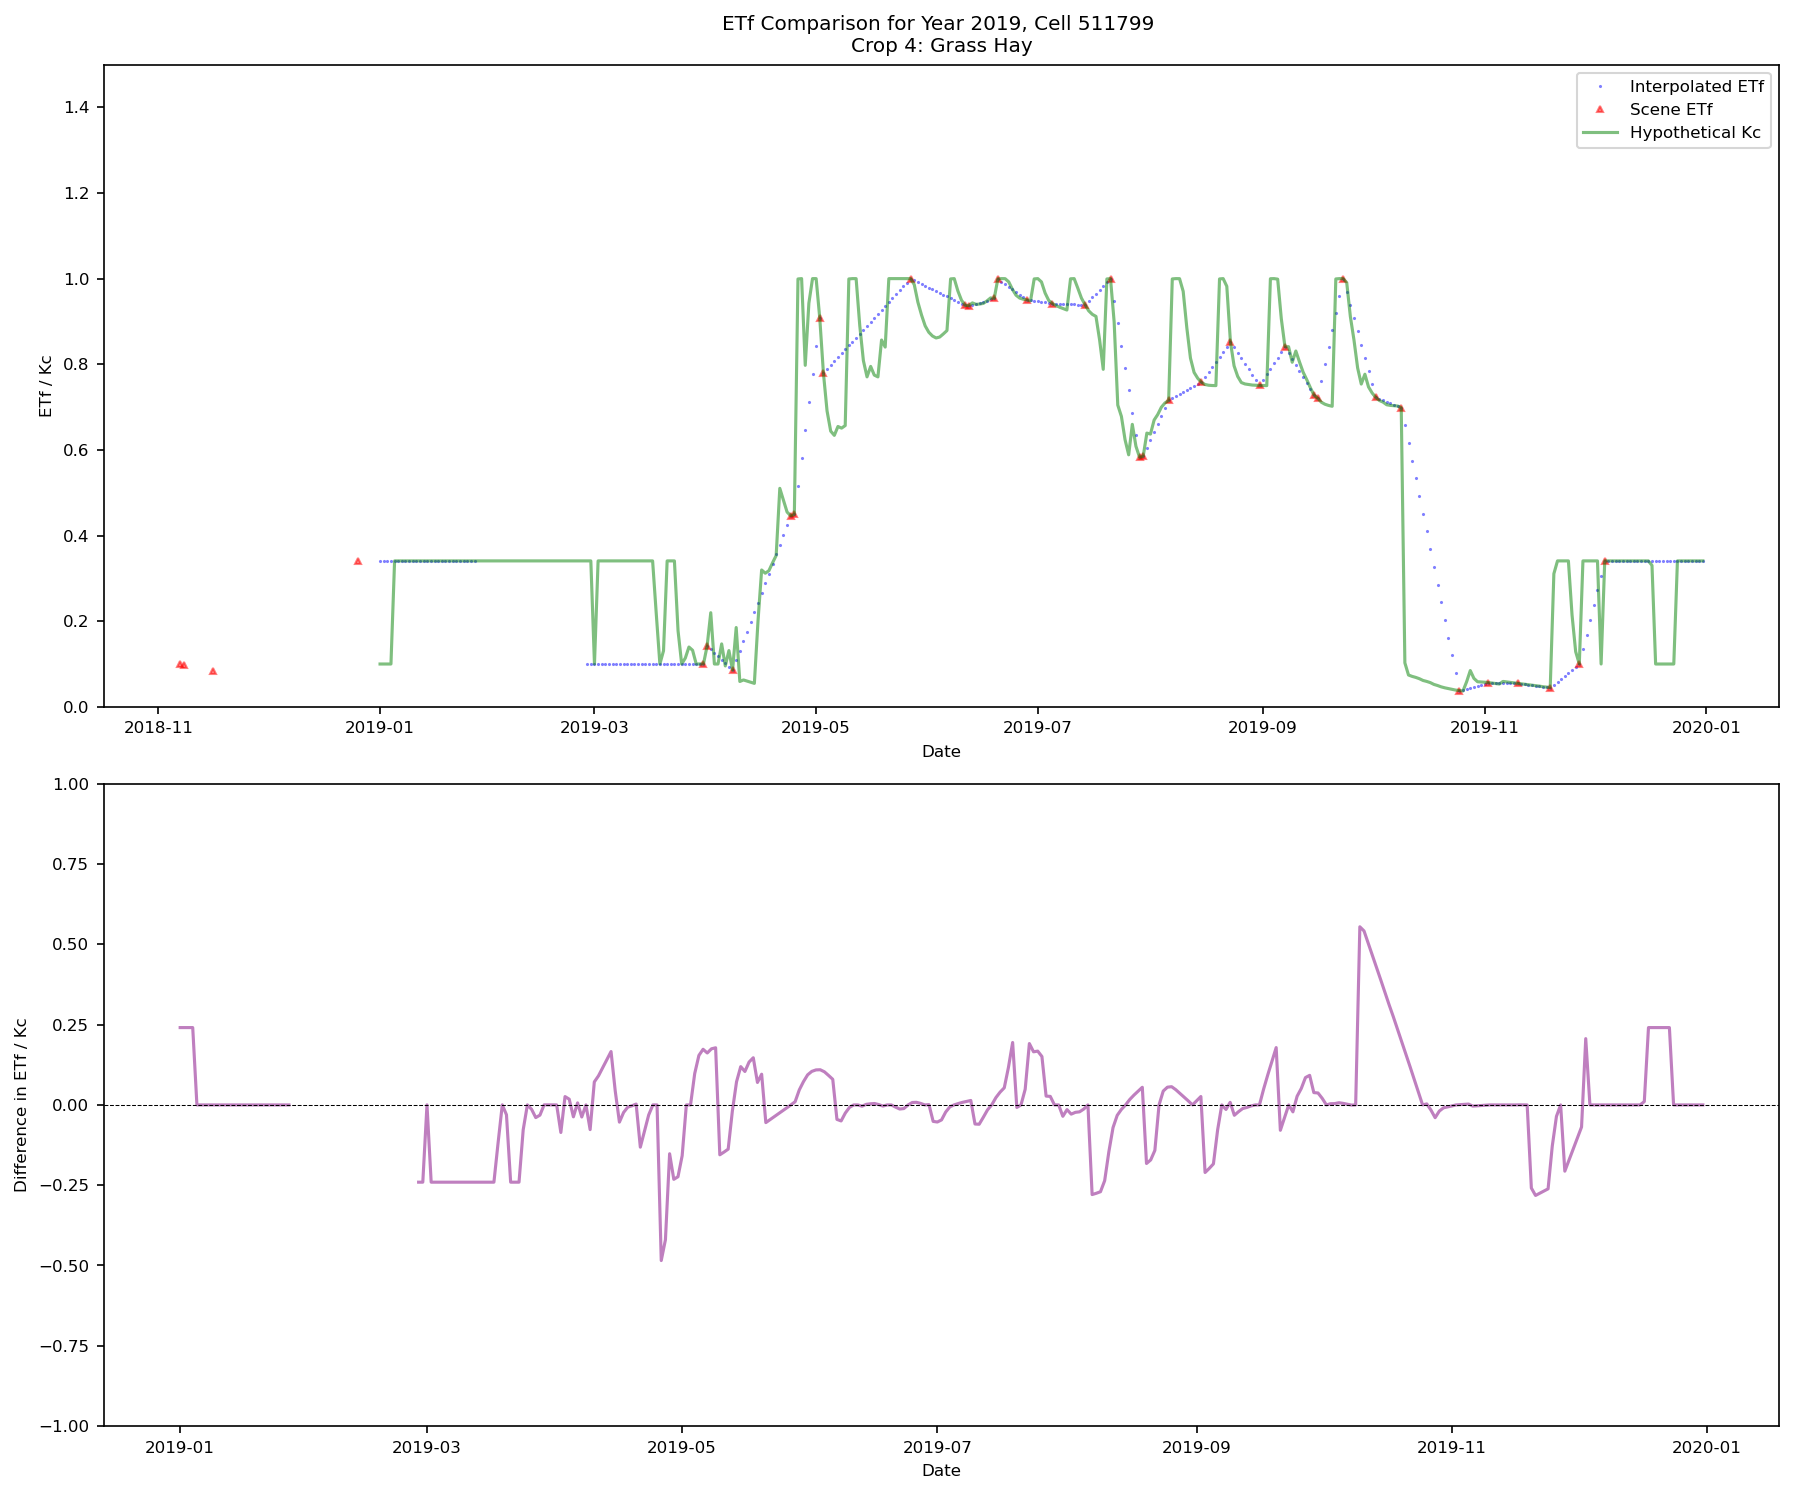 ETf Comparison for Year 2019, Cell 511799
Crop 4: Grass Hay
Interpolated ETf
Scene ETf
Hypothetical Kc
ETf / Kc
1.4
1.2
1.0
0.8
0.6
0.4
0.2
0.0
2018-11 2019-01 2019-03 2019-05 2019-07 2019-09 2019-11 2020-01
Date
Difference in ETf / Kc
1.00
0.75
0.50
0.25
0.00
−0.25
−0.50
−0.75
−1.00
2019-01 2019-03 2019-05 2019-07 2019-09 2019-11 2020-01
Date